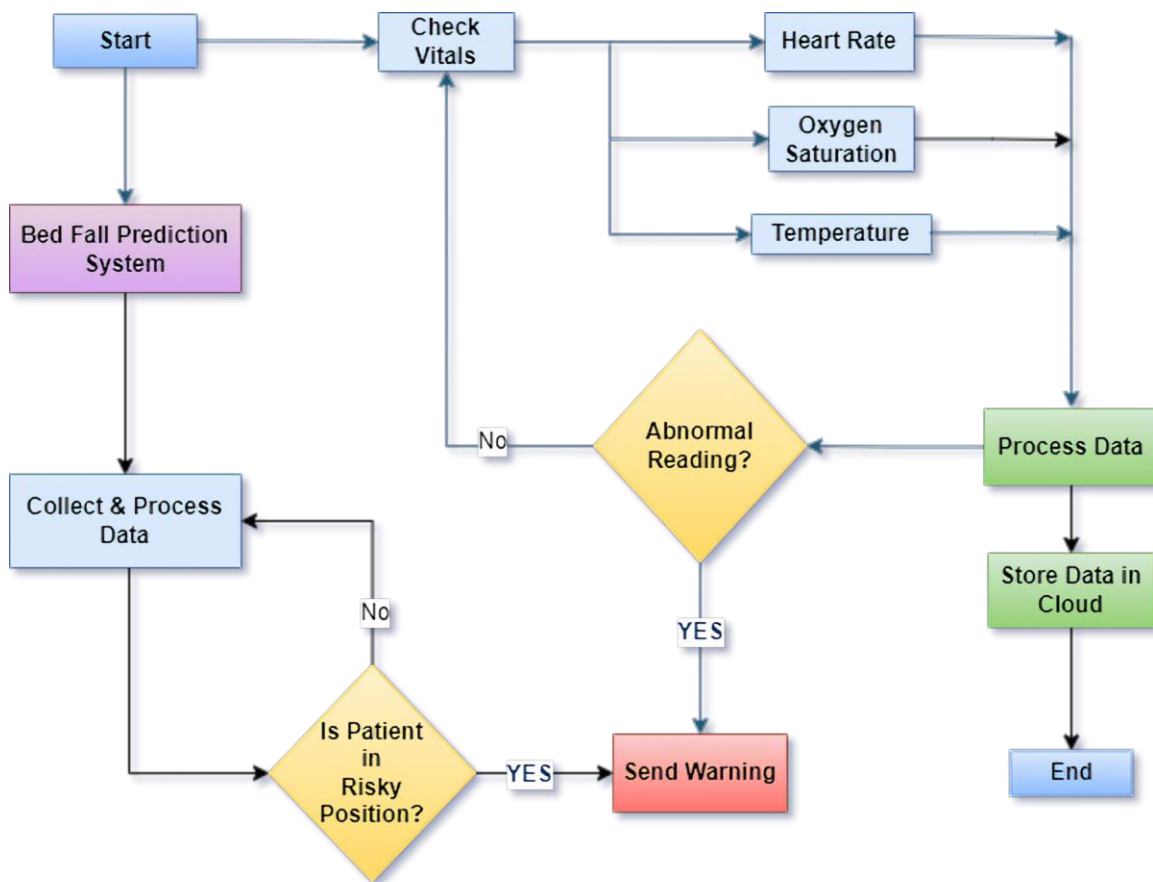 Start
Check
Vitals
Heart Rate
Oxygen
Saturation
Temperature
Bed Fall Prediction
System
Abnormal
Reading?
No
Process Data
Collect & Process
Data
Store Data in
Cloud
No
YES
Is Patient
in
Risky
Position?
YES
Send Warning
End